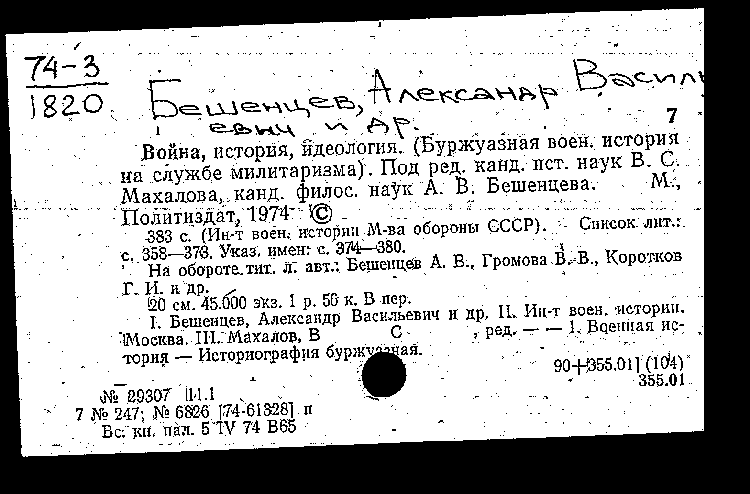 74-3
1820
Бешенцев, Александр Василь
евич и др.
7
Война, история, идеология. (Буржуазная воен. история
на службе милитаризма). Под ред. канд. ист. наук В. С.
Махалова, канд. филос. наук А. В. Бешенцева. М.,
Политиздат, 1974 ©
383 с. (Ин-т воен. истории М-ва обороны СССР). Список лит.:
с. 358—373. Указ. имен: с. 374—380.
На обороте тит. л. авт.: Бешенцев А. В., Громова В. В., Коротков
Г. И. и др.
20 см. 45.000 экз. 1 р. 56 к. В пер.
I. Бешенцев, Александр Васильевич и др. II. Ин-т воен. истории.
Москва. III. Махалов, В С , ред. — — 1. Военная ис-
тория — Историография буржуазная.
90+355.01] (104)
355.01
№ 29307 11.1
7 № 247; № 6826 [74-61328] п
Вс. кн. пал. 5 IV 74 В65